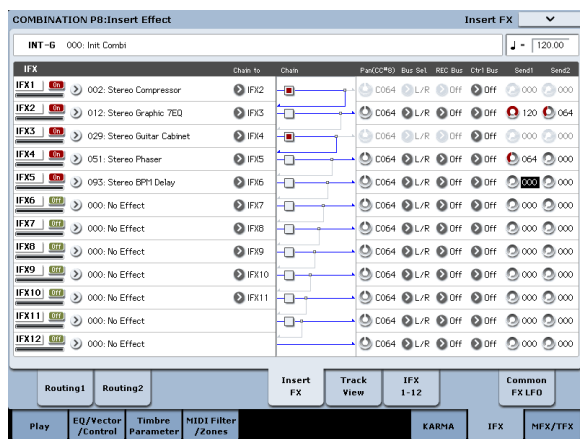 COMBINATION P8:Insert Effect Insert FX
INT-G 000: Init Combi ♩= 120.00
IFX Chain to Chain Pan(CC#8) Bus Sel. REC Bus Ctrl Bus Send1 Send2
IFX1 On 002: Stereo Compressor IFX2 C064 L/R Off Off 000 000
IFX2 On 012: Stereo Graphic 7EQ IFX3 C064 L/R Off Off 120 064
IFX3 On 029: Stereo Guitar Cabinet IFX4 C064 L/R Off Off 000 000
IFX4 On 051: Stereo Phaser IFX5 C064 L/R Off Off 064 000
IFX5 On 093: Stereo BPM Delay IFX6 C064 L/R Off Off 000 000
IFX6 Off 000: No Effect IFX7 C064 L/R Off Off 000 000
IFX7 Off 000: No Effect IFX8 C064 L/R Off Off 000 000
IFX8 Off 000: No Effect IFX9 C064 L/R Off Off 000 000
IFX9 Off 000: No Effect IFX10 C064 L/R Off Off 000 000
IFX10 Off 000: No Effect IFX11 C064 L/R Off Off 000 000
IFX11 Off 000: No Effect C064 L/R Off Off 000 000
IFX12 Off 000: No Effect C064 L/R Off Off 000 000
Routing1 Routing2 Insert FX Track View IFX 1-12 Common FX LFO
Play EQ/Vector /Control Timbre Parameter MIDI Filter /Zones KARMA IFX MFX/TFX